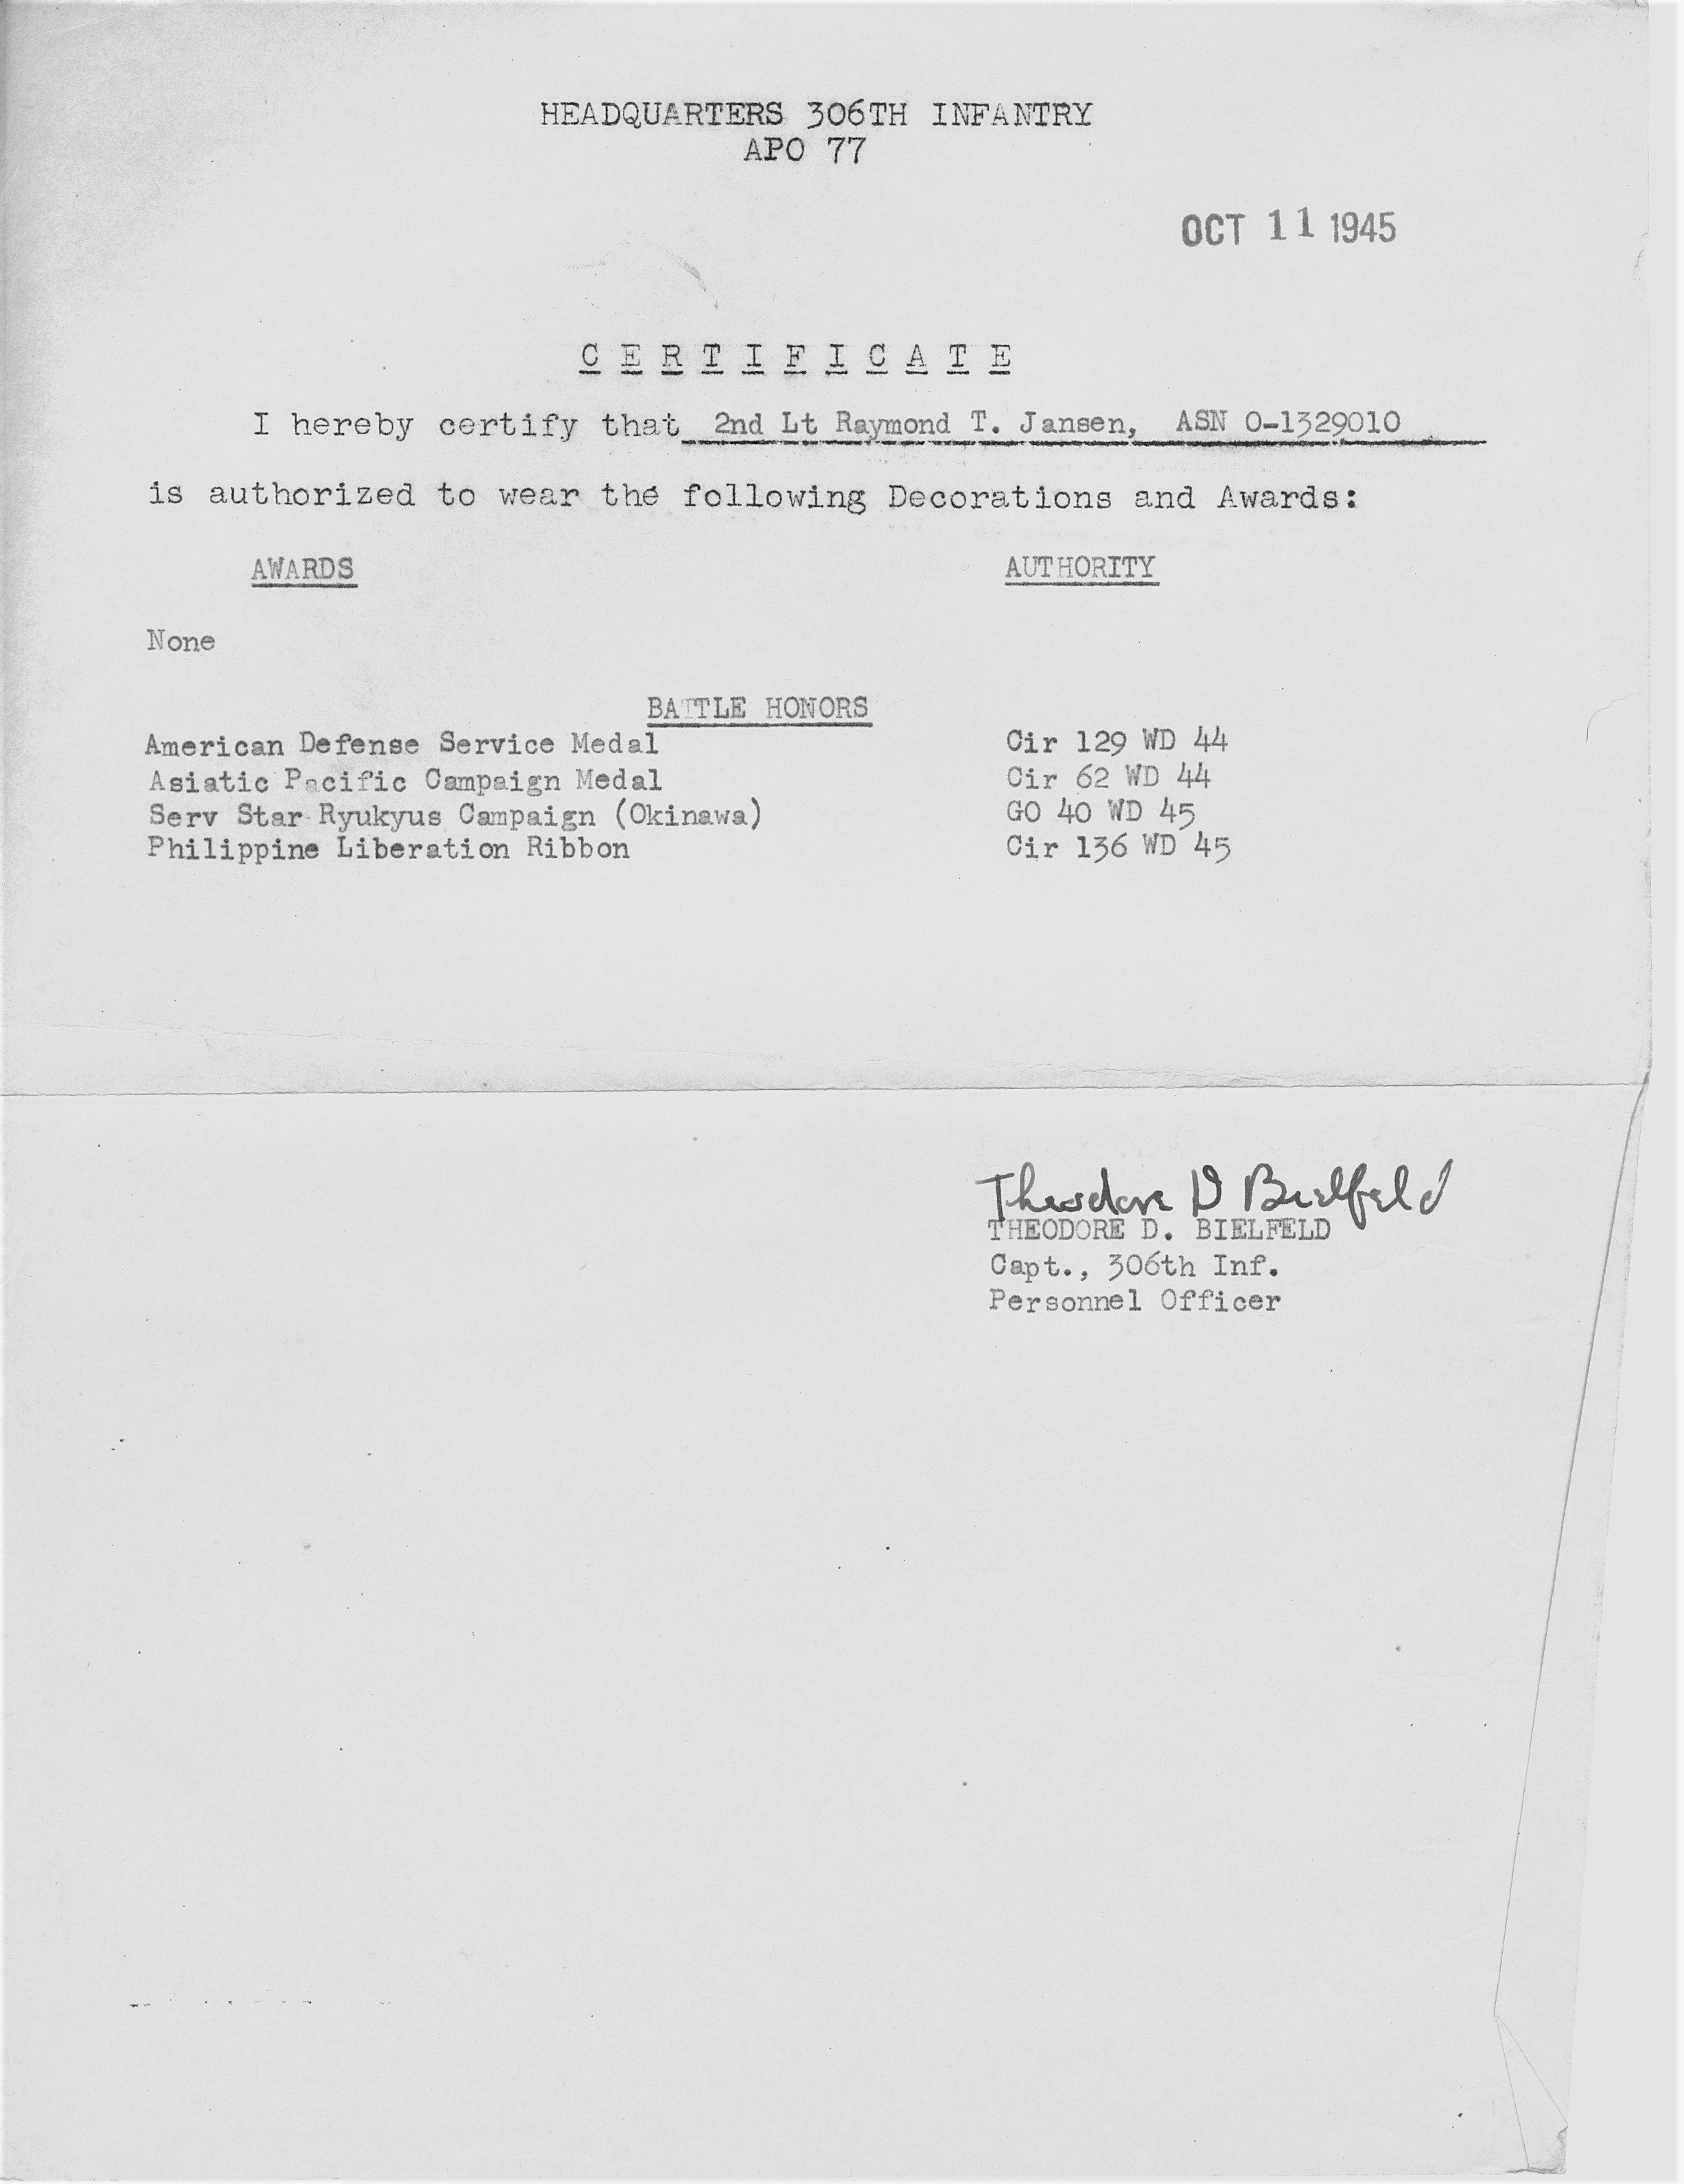 HEADQUARTERS 306TH INFANTRY
APO 77
OCT 11 1945
C E R T I F I C A T E
I hereby certify that 2nd Lt Raymond T. Jansen, ASN O-1329010
is authorized to wear the following Decorations and Awards:
AWARDS AUTHORITY
None
BATTLE HONORS
American Defense Service Medal Cir 129 WD 44
Asiatic Pacific Campaign Medal Cir 62 WD 44
Serv Star Ryukyus Campaign (Okinawa) GO 40 WD 45
Philippine Liberation Ribbon Cir 136 WD 45
Theodore D Bielfeld
THEODORE D. BIELFELD
Capt., 306th Inf.
Personnel Officer